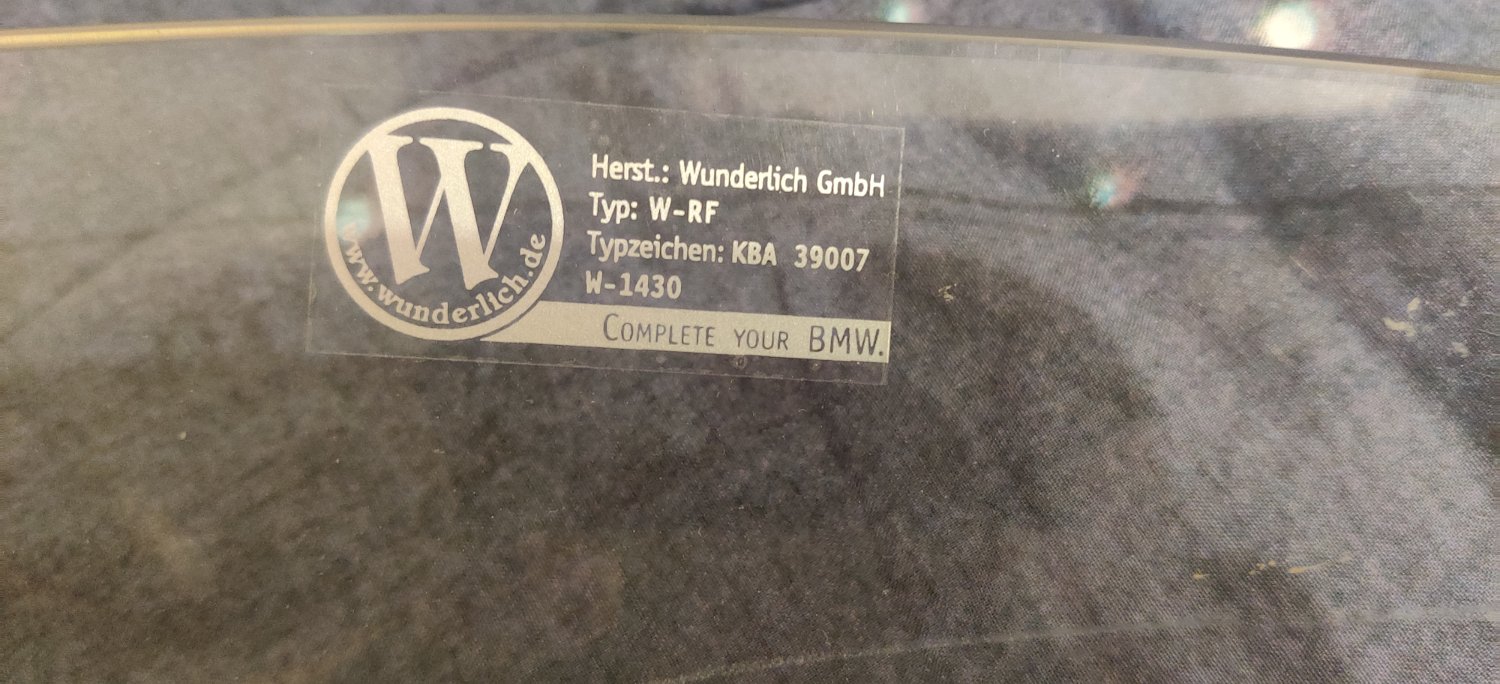 W
www.wunderlich.de
Herst.: Wunderlich GmbH
Typ: W-RF
Typzeichen: KBA 39007
W-1430
COMPLETE YOUR BMW.